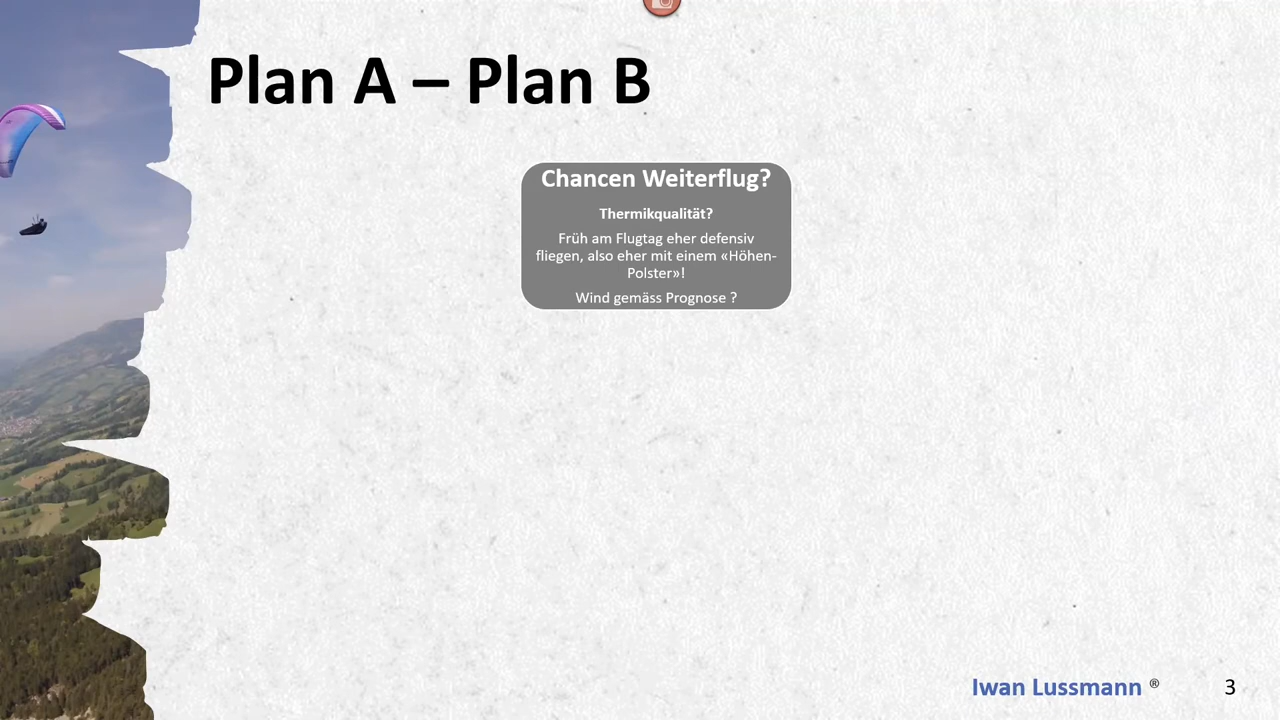 Plan A – Plan B
Chancen Weiterflug?
Thermikqualität?
Früh am Flugtag eher defensiv
fliegen, also eher mit einem «Höhen-
Polster»!
Wind gemäss Prognose ?
Iwan Lussmann ®
3